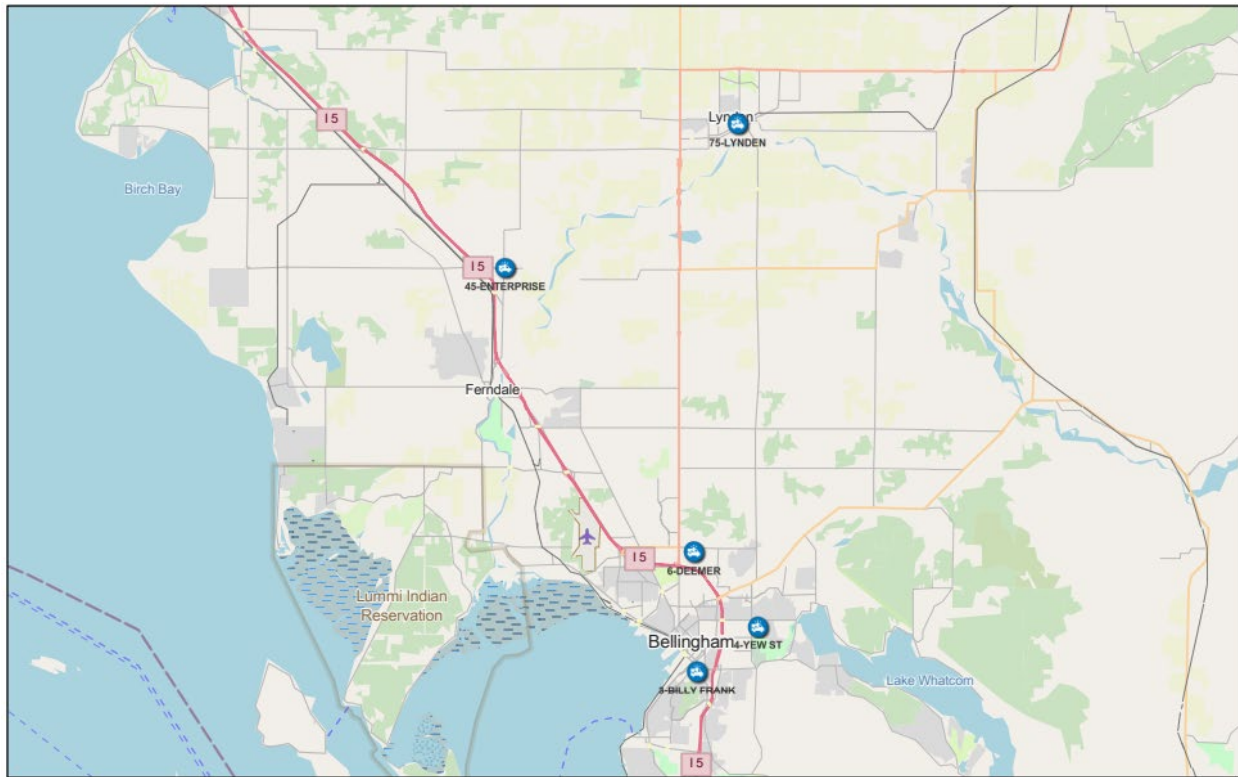 I 5
Lynden
75-LYNDEN
Birch Bay
I 5
45-ENTERPRISE
Ferndale
I 5
6-DEEMER
Lummi Indian
Reservation
Bellingham
4-YEW ST
Lake Whatcom
3-BILLY FRANK
I 5